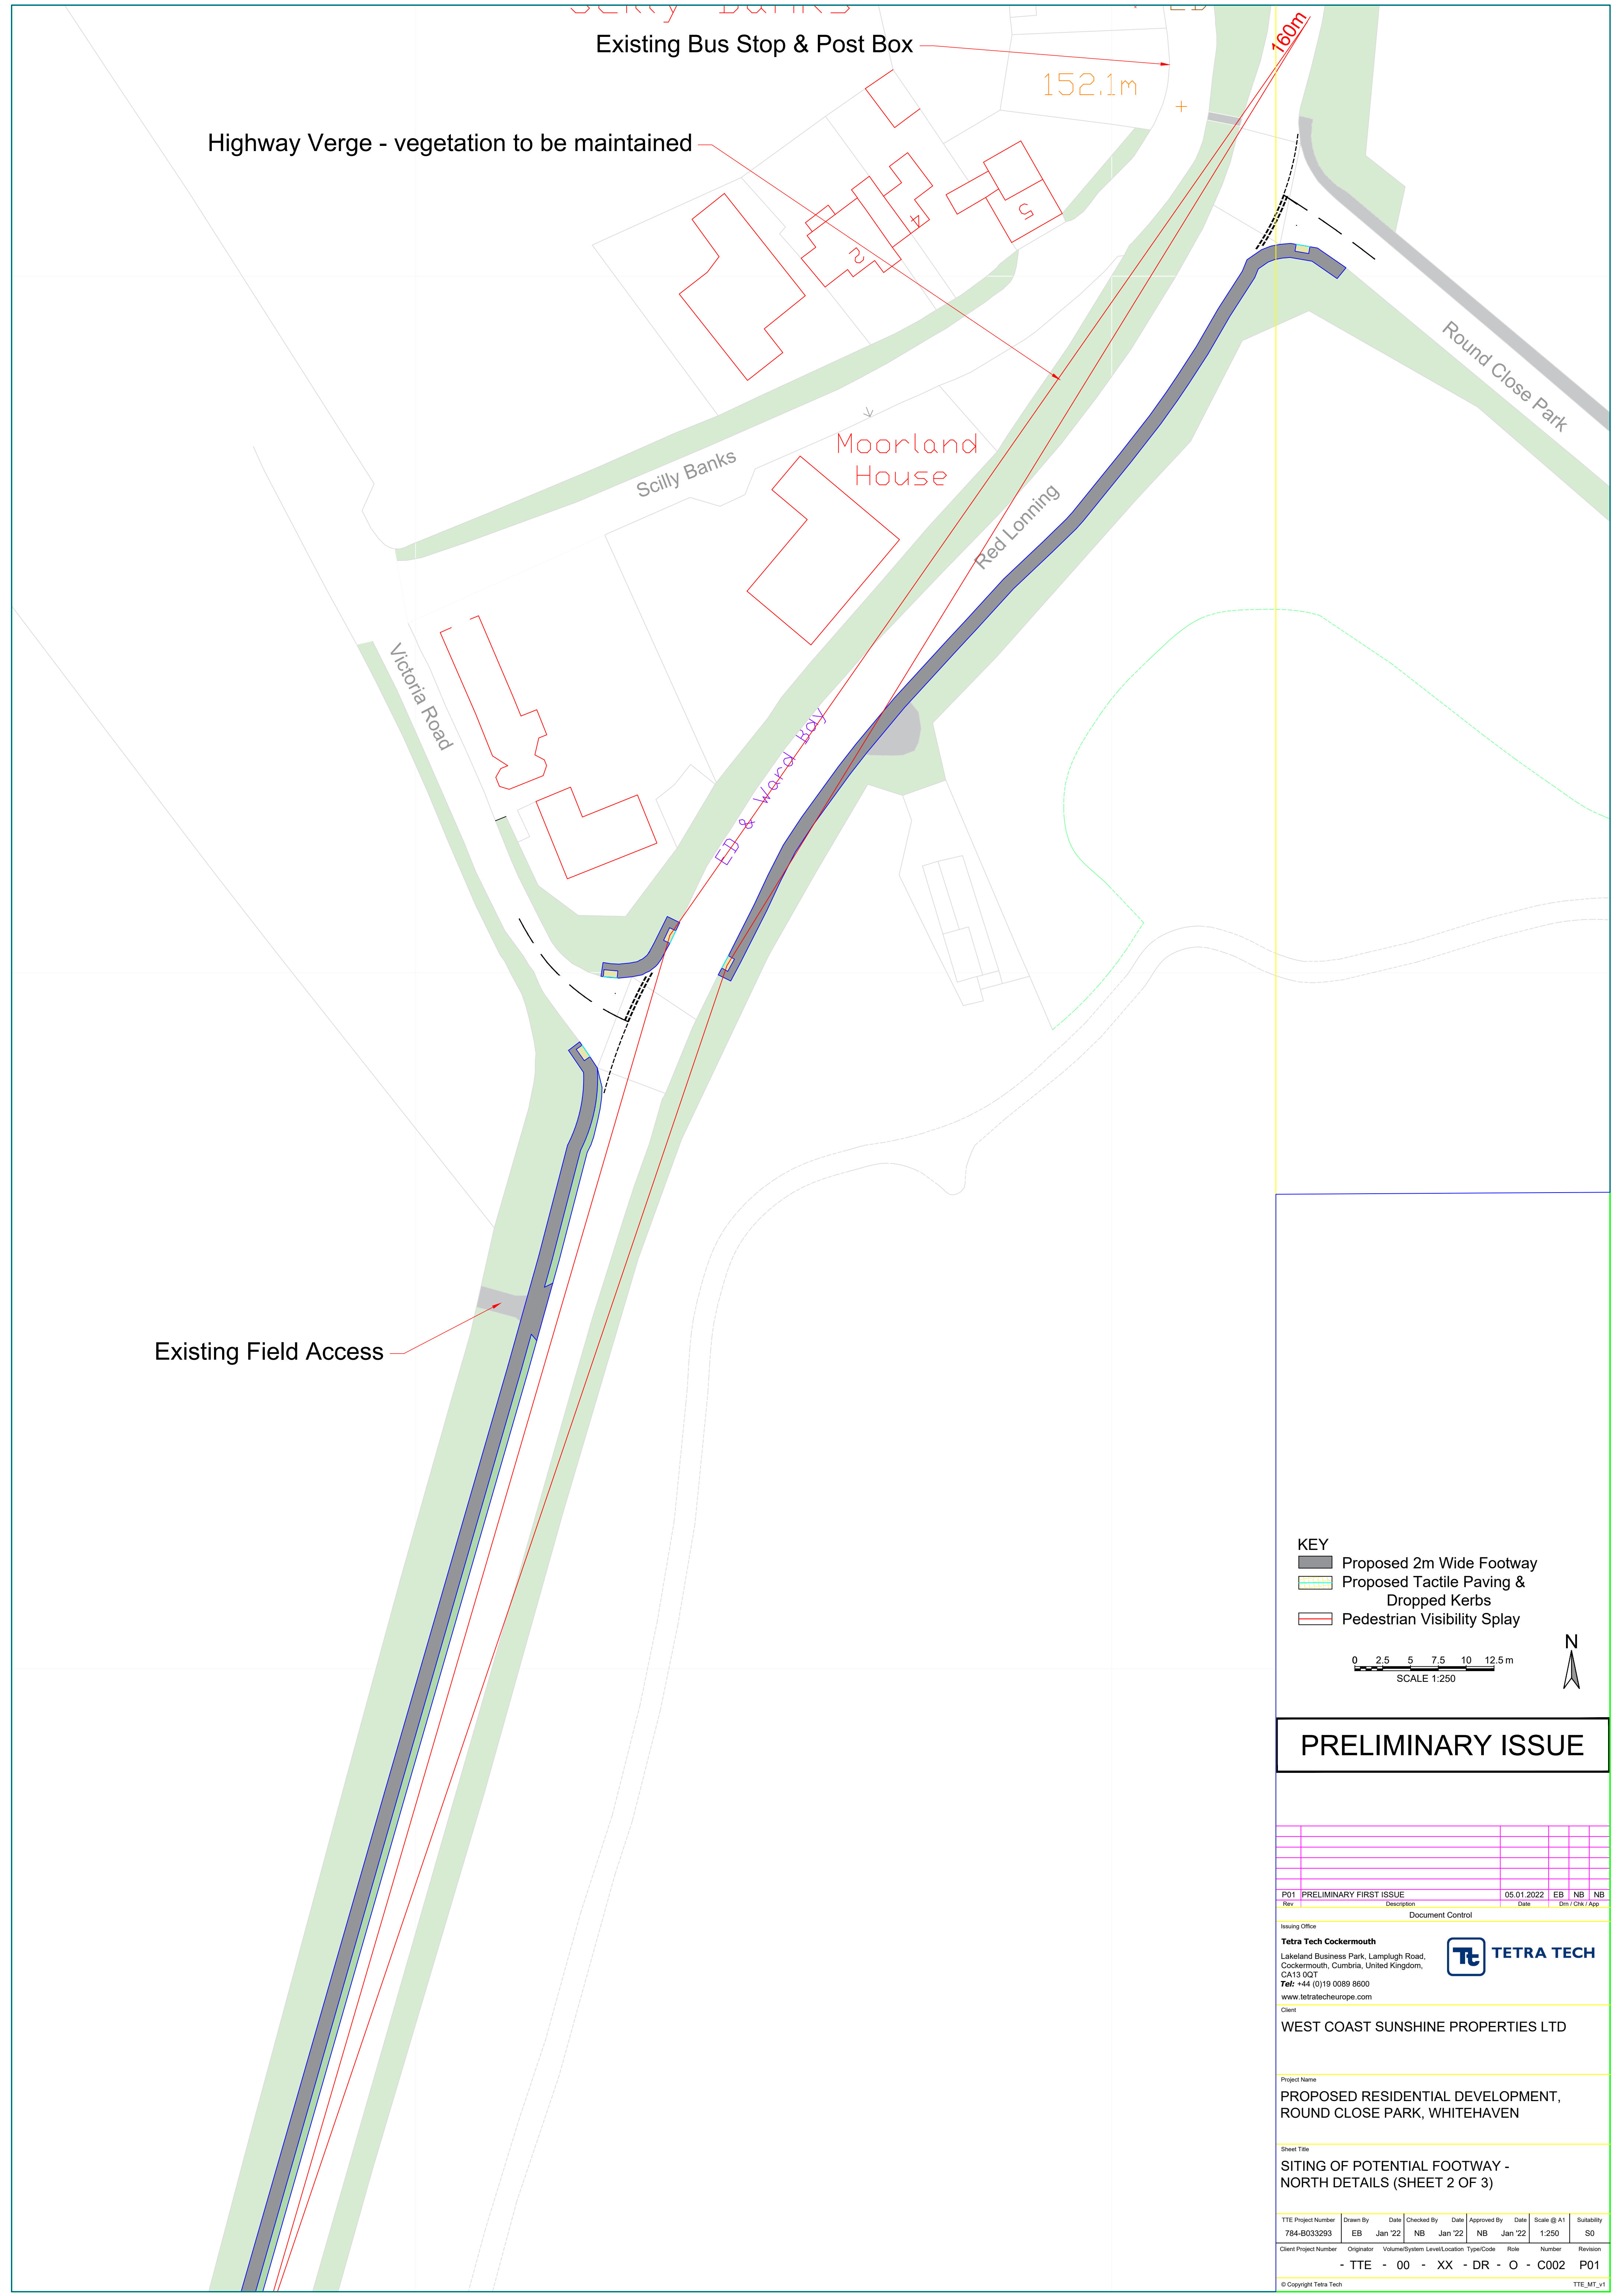 Existing Bus Stop & Post Box
160m
152.1m
Highway Verge - vegetation to be maintained
5
4
2
Round Close Park
Moorland
House
Scilly Banks
Red Lonning
Victoria Road
ED & Ward Bdy
Existing Field Access
KEY
Proposed 2m Wide Footway
Proposed Tactile Paving &
Dropped Kerbs
Pedestrian Visibility Splay
N
0 2.5 5 7.5 10 12.5 m
SCALE 1:250
PRELIMINARY ISSUE
P01 PRELIMINARY FIRST ISSUE 05.01.2022 EB NB NB
Rev Description Date Drn / Chk / App
Document Control
Issuing Office
Tetra Tech Cockermouth
Lakeland Business Park, Lamplugh Road,
Cockermouth, Cumbria, United Kingdom,
CA13 0QT
Tel: +44 (0)19 0089 8600
www.tetratecheurope.com
Tt TETRA TECH
Client
WEST COAST SUNSHINE PROPERTIES LTD
Project Name
PROPOSED RESIDENTIAL DEVELOPMENT,
ROUND CLOSE PARK, WHITEHAVEN
Sheet Title
SITING OF POTENTIAL FOOTWAY -
NORTH DETAILS (SHEET 2 OF 3)
TTE Project Number Drawn By Date Checked By Date Approved By Date Scale @ A1 Suitability
784-B033293 EB Jan '22 NB Jan '22 NB Jan '22 1:250 S0
Client Project Number Originator Volume/System Level/Location Type/Code Role Number Revision
- TTE - 00 - XX - DR - O - C002 P01
© Copyright Tetra Tech TTE_MT_v1